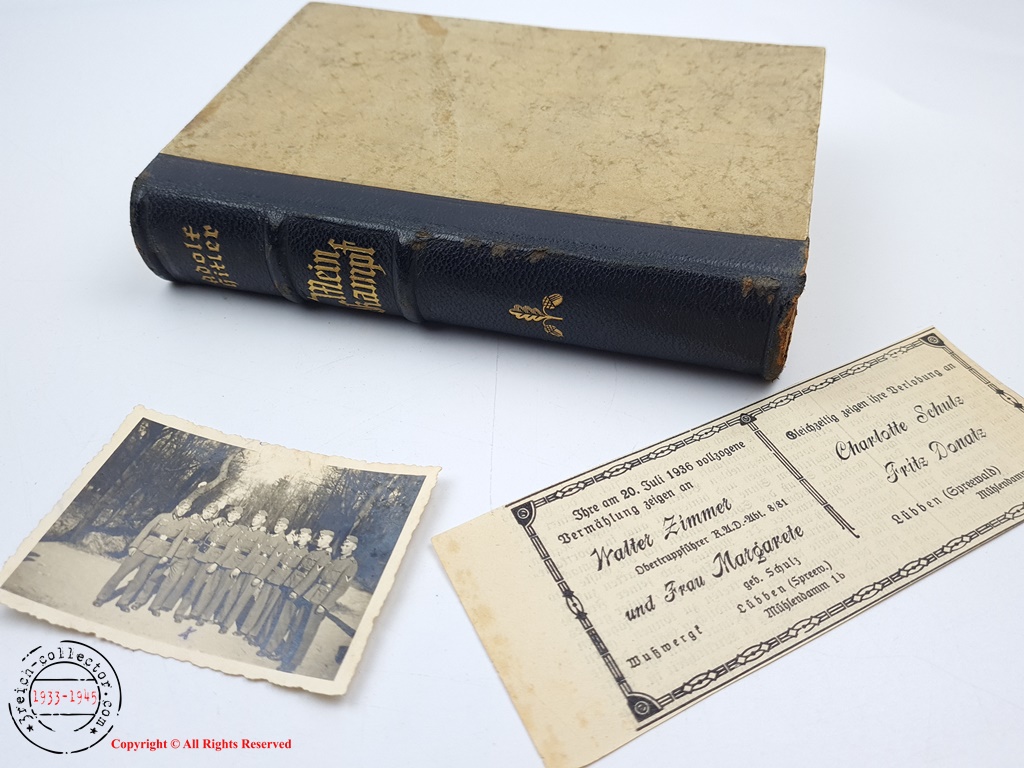 Adolf
Hitler
Mein
Kampf
Ihre am 20. Juli 1936 vollzogene
Vermählung zeigen an
Walter Zimmer
Obertruppführer R.A.D.-Abt. 8/81
und Frau Margarete
geb. Schulz
Wußwergk
Lübben (Spreew.)
Mühlendamm 1b
Gleichzeitig zeigen ihre Verlobung an
Charlotte Schulz
Fritz Donatz
Lübben (Spreewald)
3reich-collector.com
1933-1945
Copyright © All Rights Reserved